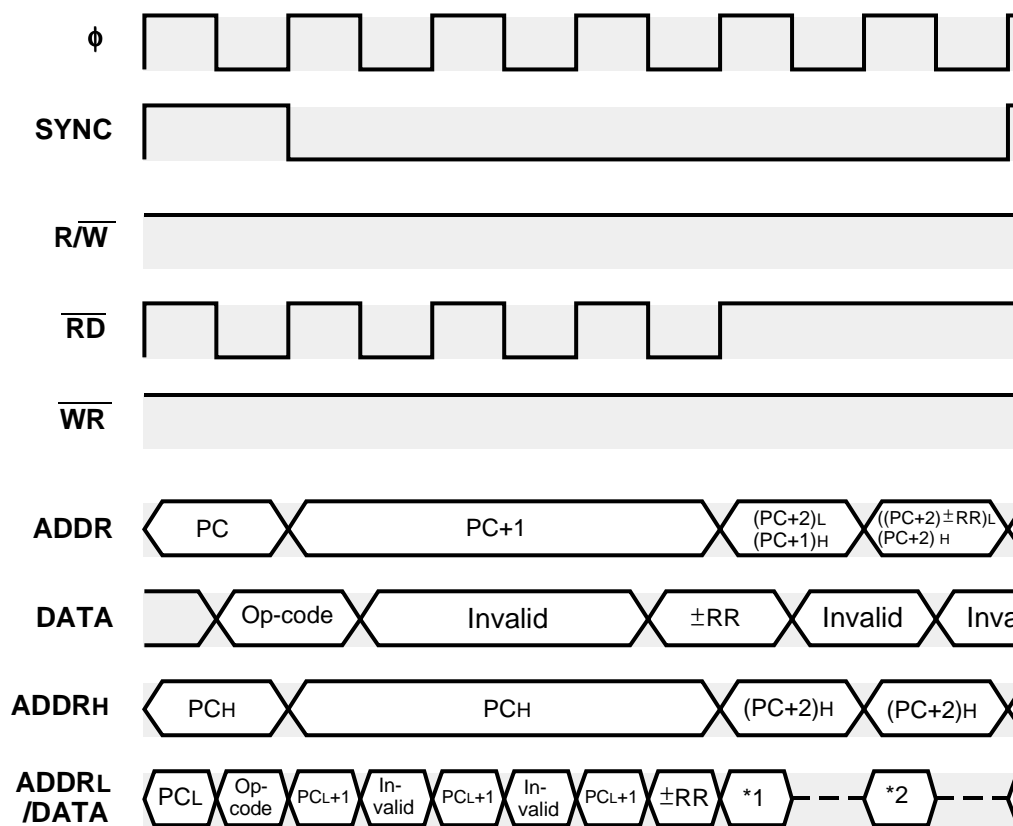 ϕ
SYNC
R/W
RD
WR
ADDR PC PC+1 (PC+2)L (PC+1)H ((PC+2)±RR)L (PC+2) H
DATA Op-code Invalid ±RR Invalid Inva
ADDRH PCH PCH (PC+2)H (PC+2)H
ADDRL /DATA PCL Op-code PCL+1 In-valid PCL+1 In-valid PCL+1 ±RR *1 *2